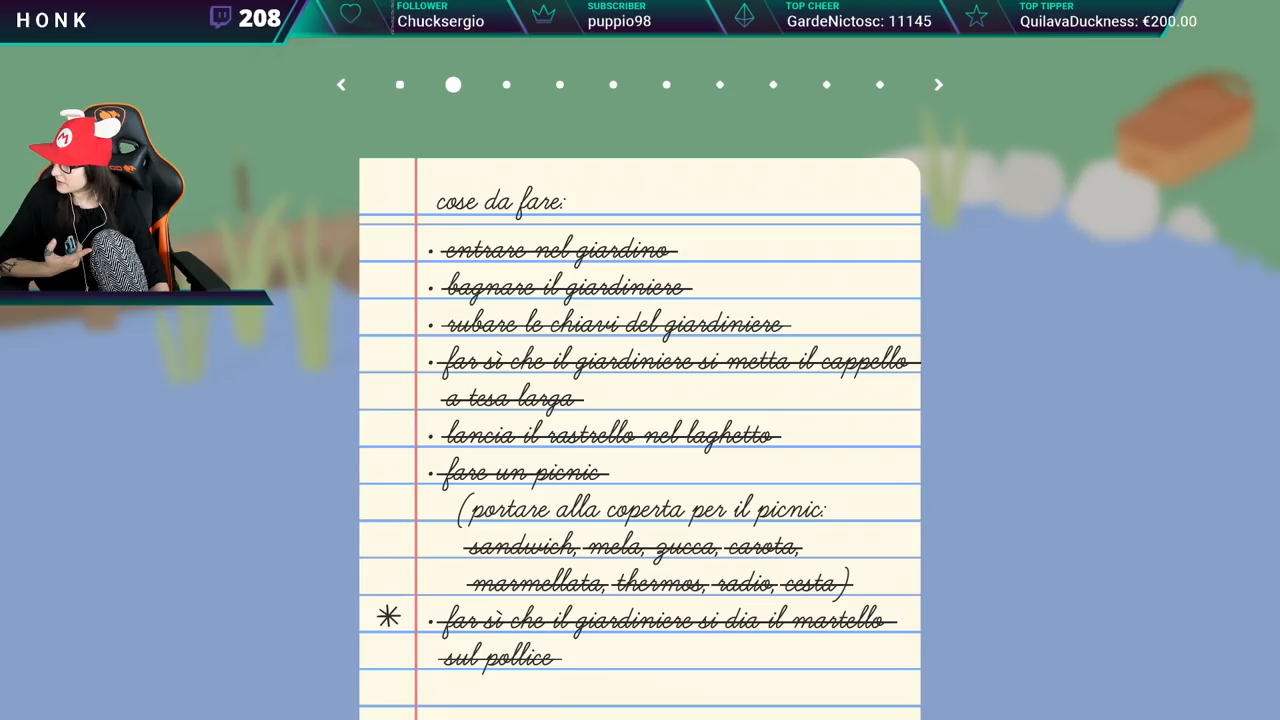 HONK
208
FOLLOWER
Chucksergio
SUBSCRIBER
puppio98
TOP CHEER
GardeNictosc: 11145
TOP TIPPER
QuilavaDuckness: €200.00
M
cose da fare:
• entrare nel giardino
• bagnare il giardiniere
• rubare le chiavi del giardiniere
• far sì che il giardiniere si metta il cappello
a tesa larga
• lancia il rastrello nel laghetto
• fare un picnic
(portare alla coperta per il picnic:
sandwich, mela, zucca, carota,
marmellata, thermos, radio, cesta)
• far sì che il giardiniere si dia il martello
sul pollice